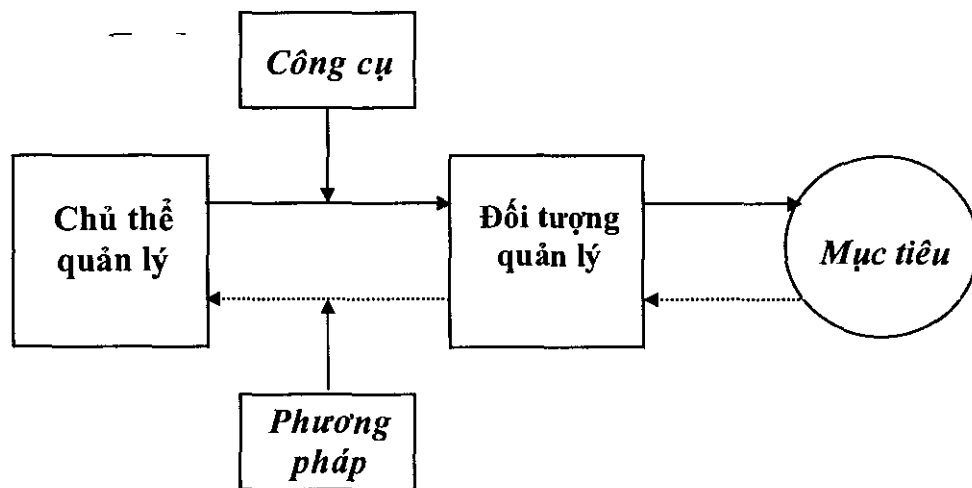 Công cụ
Chủ thể
quản lý
Đối tượng
quản lý
Mục tiêu
Phương
pháp